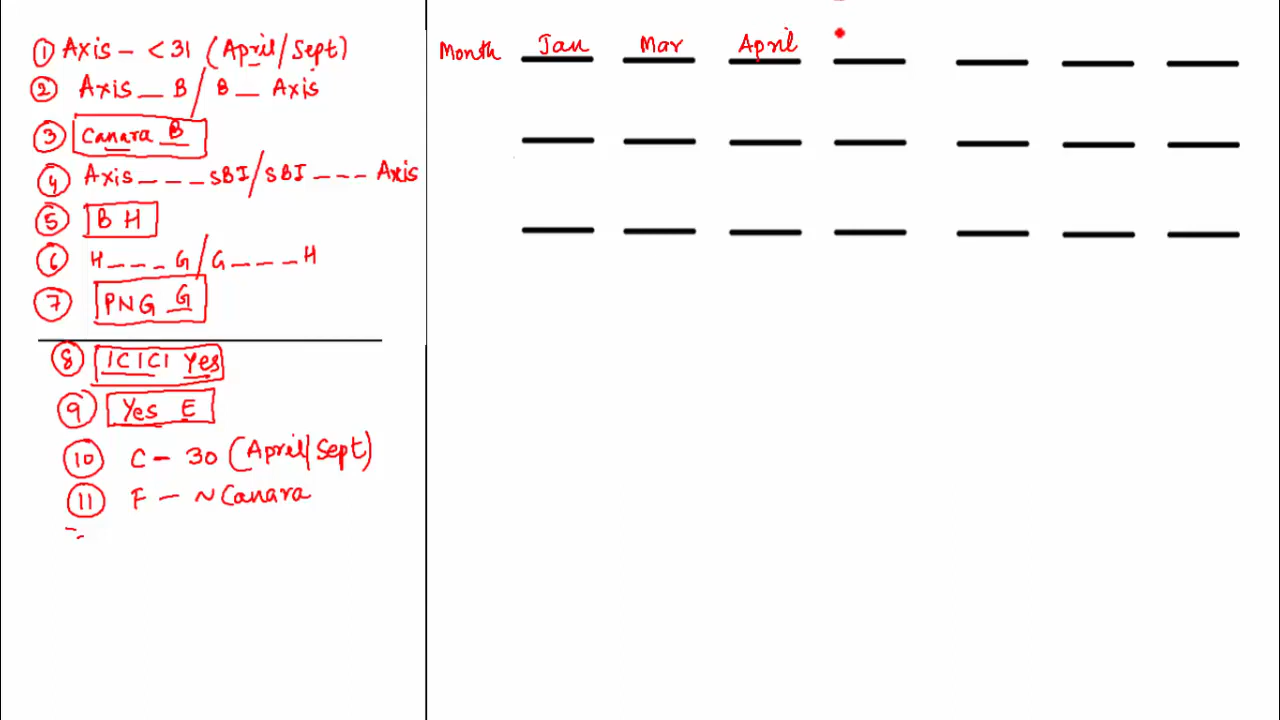 ① Axis - < 31 (April/Sept)
② Axis _ B / B _ Axis
③ Canara B
④ Axis _ _ _ SBI / SBI _ _ _ Axis
⑤ B H
⑥ H _ _ _ G / G _ _ _ H
⑦ PNG G
⑧ ICICI Yes
⑨ Yes E
⑩ C - 30 (April/Sept)
⑪ F - ~ Canara
Month Jan Mar April